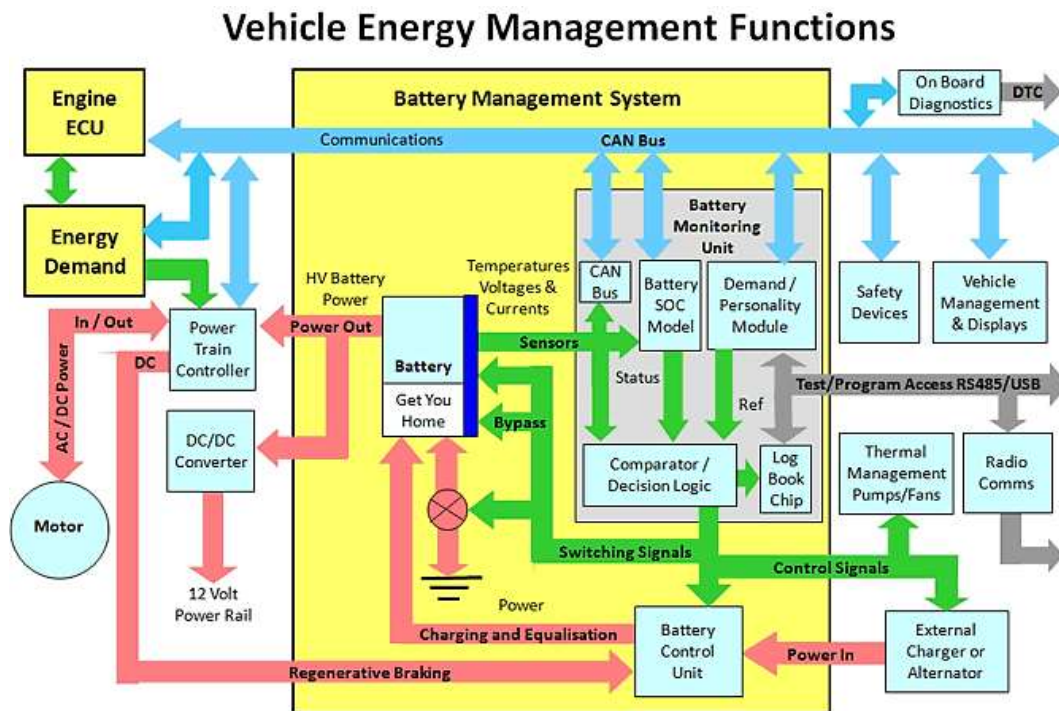 Vehicle Energy Management Functions
Engine
ECU
Battery Management System
On Board
Diagnostics
DTC
Communications
CAN Bus
Energy
Demand
Battery
Monitoring
Unit
HV Battery
Power
Temperatures
Voltages &
Currents
CAN
Bus
Battery
SOC
Model
Demand /
Personality
Module
Safety
Devices
Vehicle
Management
& Displays
In / Out
Power
Train
Controller
Power Out
Sensors
DC
AC / DC Power
Battery
Status
Ref
Test/Program Access RS485/USB
Get You
Home
Bypass
DC/DC
Converter
Comparator /
Decision Logic
Log
Book
Chip
Thermal
Management
Pumps/Fans
Radio
Comms
Motor
Switching Signals
Control Signals
12 Volt
Power Rail
Power
Charging and Equalisation
Battery
Control
Unit
Power In
External
Charger or
Alternator
Regenerative Braking